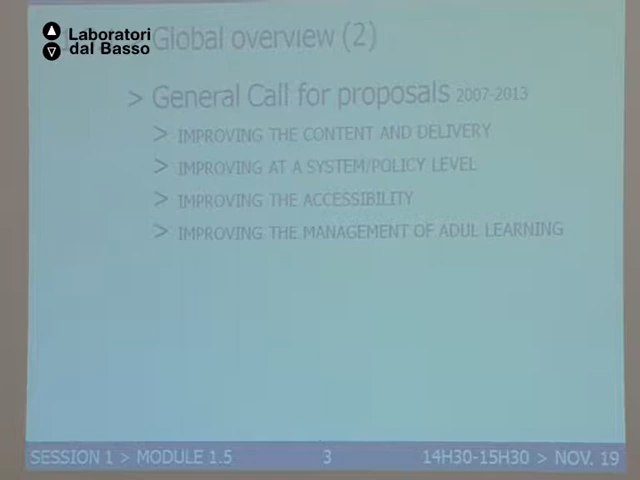 Laboratori
dal Basso
Global overview (2)
> General Call for proposals 2007-2013
> IMPROVING THE CONTENT AND DELIVERY
> IMPROVING AT A SYSTEM/POLICY LEVEL
> IMPROVING THE ACCESSIBILITY
> IMPROVING THE MANAGEMENT OF ADUL LEARNING
SESSION 1 > MODULE 1.5 3 14H30-15H30 > NOV. 19